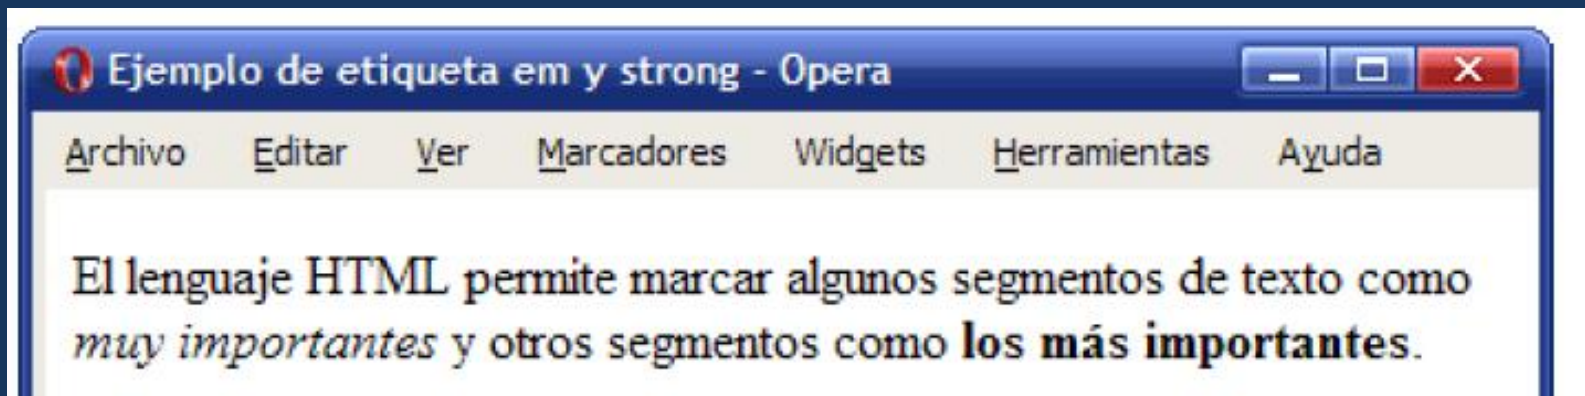 Ejemplo de etiqueta em y strong - Opera
Archivo Editar Ver Marcadores Widgets Herramientas Ayuda
El lenguaje HTML permite marcar algunos segmentos de texto como
muy importantes y otros segmentos como los más importantes.